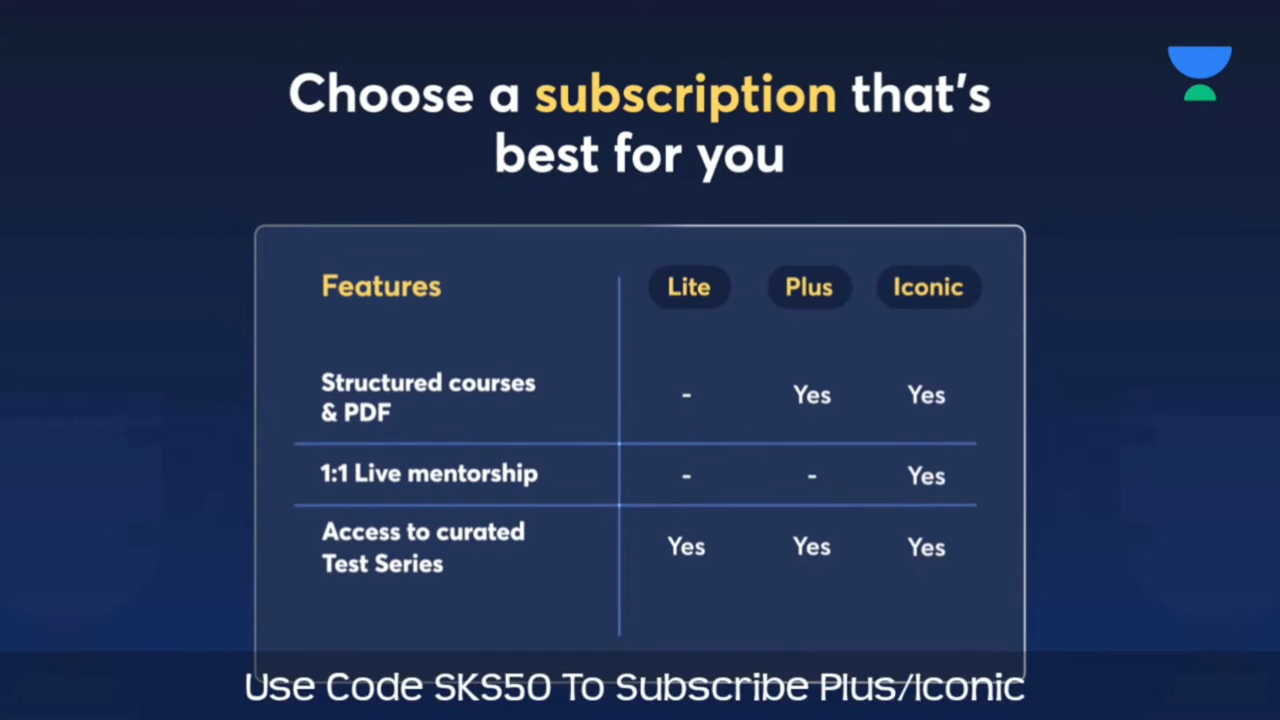 Choose a subscription that's
best for you
Features Lite Plus Iconic
Structured courses
& PDF - Yes Yes
1:1 Live mentorship - - Yes
Access to curated
Test Series Yes Yes Yes
Use Code SKS50 To Subscribe Plus/Iconic